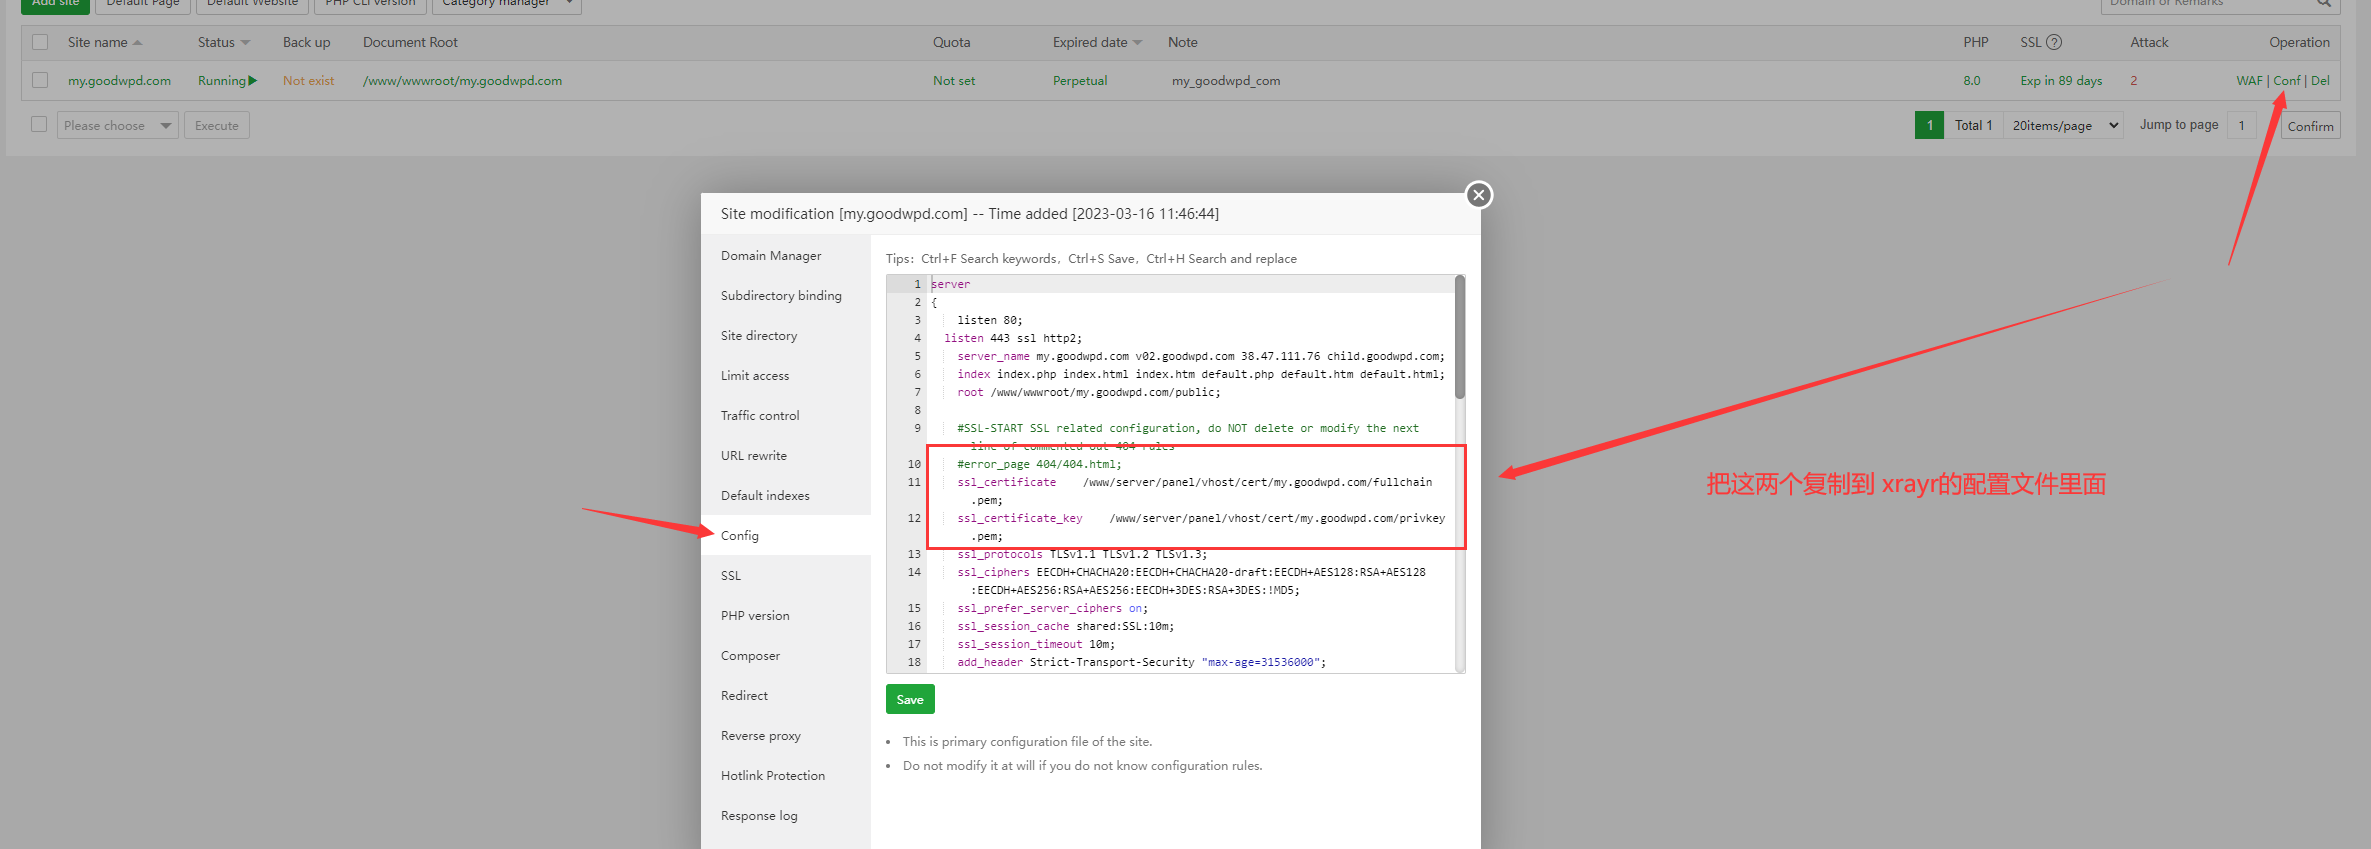 Add site Default Page Default Website PHP CLI version Category manager Domain or Remarks
Site name Status Back up Document Root Quota Expired date Note PHP SSL ? Attack Operation
my.goodwpd.com Running Not exist /www/wwwroot/my.goodwpd.com Not set Perpetual my_goodwpd_com 8.0 Exp in 89 days 2 WAF | Conf | Del
Please choose Execute 1 Total 1 20items/page Jump to page 1 Confirm
Site modification [my.goodwpd.com] -- Time added [2023-03-16 11:46:44]
Domain Manager
Subdirectory binding
Site directory
Limit access
Traffic control
URL rewrite
Default indexes
Config
SSL
PHP version
Composer
Redirect
Reverse proxy
Hotlink Protection
Response log
Tips：Ctrl+F Search keywords，Ctrl+S Save，Ctrl+H Search and replace
1 server
2 {
3 listen 80;
4 listen 443 ssl http2;
5 server_name my.goodwpd.com v02.goodwpd.com 38.47.111.76 child.goodwpd.com;
6 index index.php index.html index.htm default.php default.htm default.html;
7 root /www/wwwroot/my.goodwpd.com/public;
8
9 #SSL-START SSL related configuration, do NOT delete or modify the next
line of commented-out 404 rules
10 #error_page 404/404.html;
11 ssl_certificate /www/server/panel/vhost/cert/my.goodwpd.com/fullchain
.pem;
12 ssl_certificate_key /www/server/panel/vhost/cert/my.goodwpd.com/privkey
.pem;
13 ssl_protocols TLSv1.1 TLSv1.2 TLSv1.3;
14 ssl_ciphers EECDH+CHACHA20:EECDH+CHACHA20-draft:EECDH+AES128:RSA+AES128
:EECDH+AES256:RSA+AES256:EECDH+3DES:RSA+3DES:!MD5;
15 ssl_prefer_server_ciphers on;
16 ssl_session_cache shared:SSL:10m;
17 ssl_session_timeout 10m;
18 add_header Strict-Transport-Security "max-age=31536000";
Save
• This is primary configuration file of the site.
• Do not modify it at will if you do not know configuration rules.
把这两个复制到 xrayr的配置文件里面